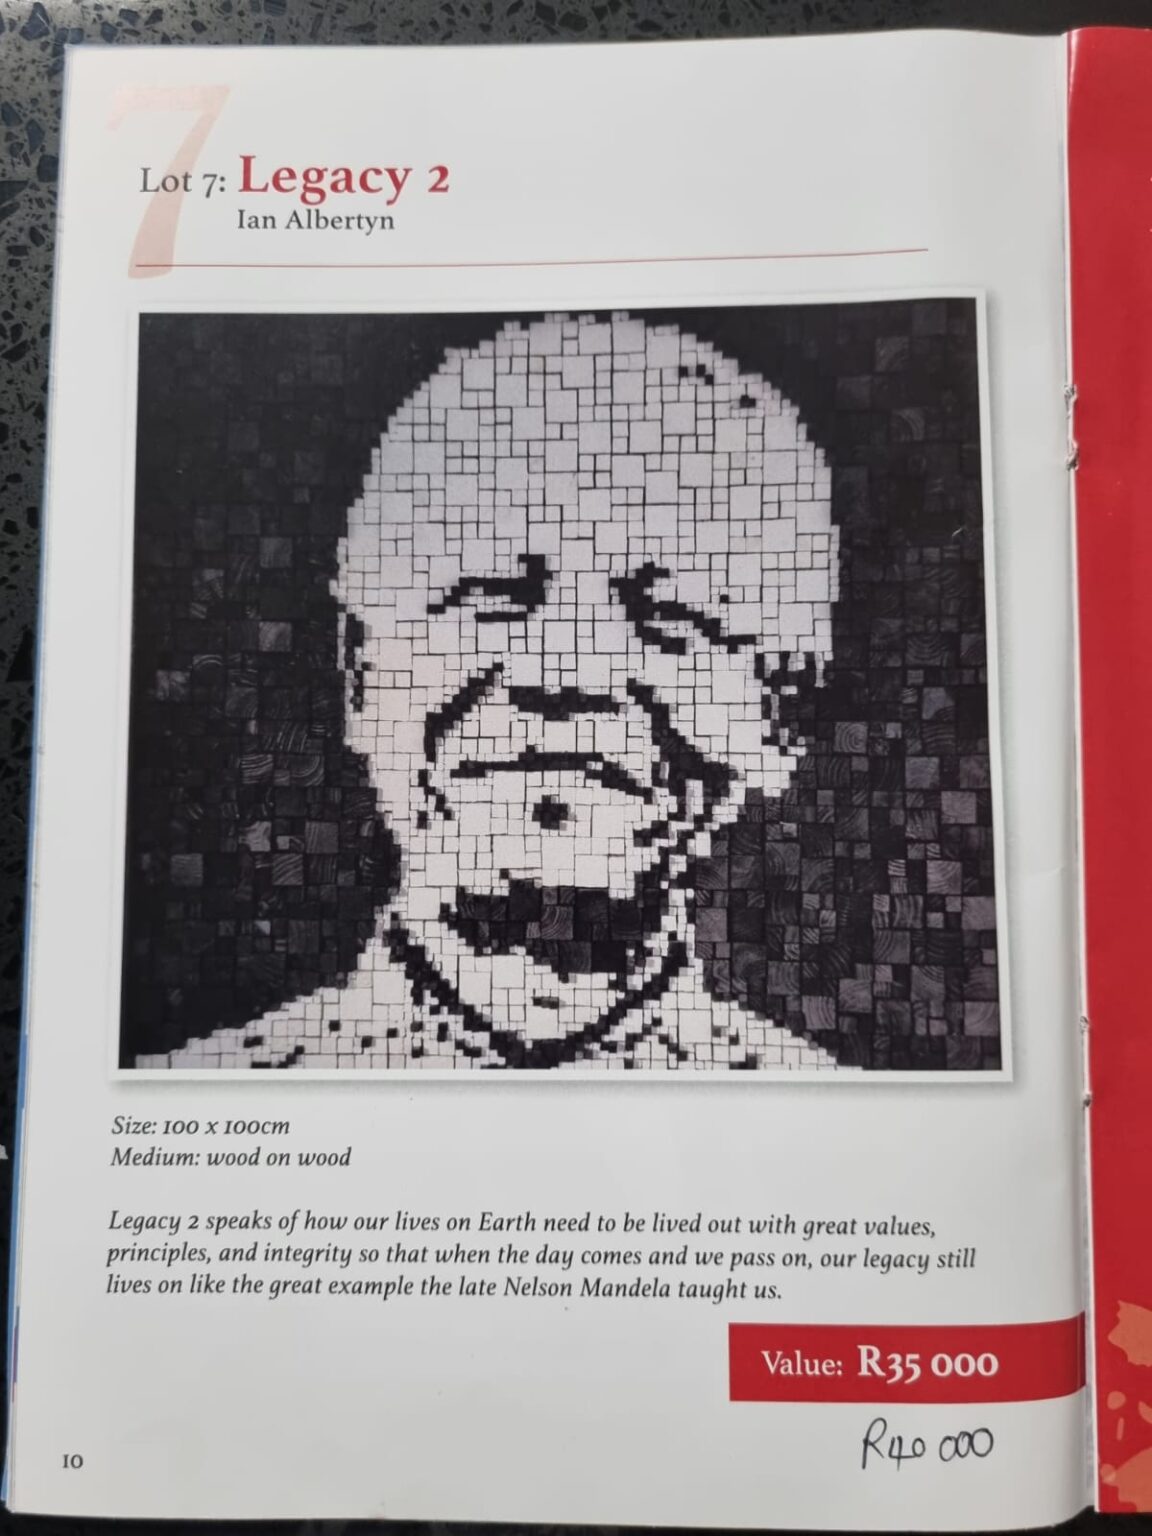 7
Lot 7: Legacy 2
Ian Albertyn
Size: 100 x 100cm
Medium: wood on wood
Legacy 2 speaks of how our lives on Earth need to be lived out with great values,
principles, and integrity so that when the day comes and we pass on, our legacy still
lives on like the great example the late Nelson Mandela taught us.
Value: R35 000
R40 000
10